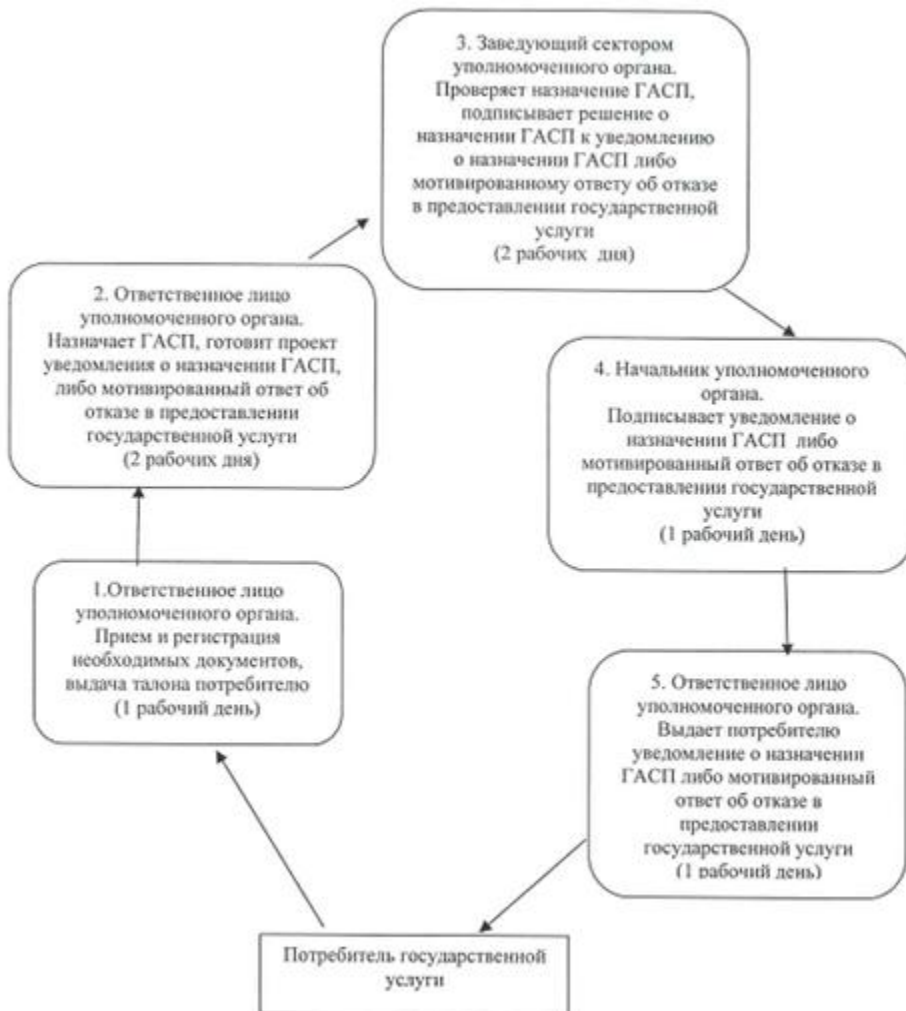 3. Заведующий сектором
уполномоченного органа.
Проверяет назначение ГАСП,
подписывает решение о
назначении ГАСП к уведомлению
о назначении ГАСП либо
мотивированному ответу об отказе
в предоставлении государственной
услуги
(2 рабочих дня)
2. Ответственное лицо
уполномоченного органа.
Назначает ГАСП, готовит проект
уведомления о назначении ГАСП,
либо мотивированный ответ об
отказе в предоставлении
государственной услуги
(2 рабочих дня)
4. Начальник уполномоченного
органа.
Подписывает уведомление о
назначении ГАСП либо
мотивированный ответ об отказе в
предоставлении государственной
услуги
(1 рабочий день)
1.Ответственное лицо
уполномоченного органа.
Прием и регистрация
необходимых документов,
выдача талона потребителю
(1 рабочий день)
5. Ответственное лицо
уполномоченного органа.
Выдает потребителю
уведомление о назначении
ГАСП либо мотивированный
ответ об отказе в
предоставлении
государственной услуги
(1 рабочий день)
Потребитель государственной
услуги